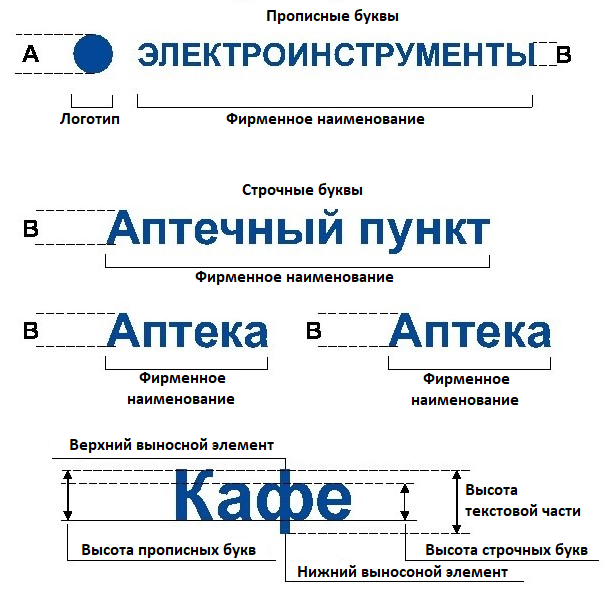 Прописные буквы
А ЭЛЕКТРОИНСТРУМЕНТЫ В
Логотип Фирменное наименование
Строчные буквы
В Аптечный пункт
Фирменное наименование
В Аптека В Аптека
Фирменное Фирменное
наименование наименование
Верхний выносной элемент
Кафе
Высота
текстовой части
Высота прописных букв Высота строчных букв
Нижний выносоной элемент